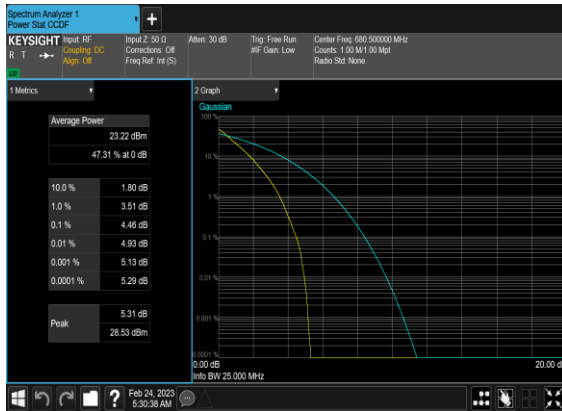 Spectrum Analyzer 1
Power Stat CCDF
+
KEYSIGHT
R T
LXI
Input: RF
Coupling: DC
Align: Off
Input Z: 50 Ω
Corrections: Off
Freq Ref: Int (S)
Atten: 30 dB
Trig: Free Run
#IF Gain: Low
Center Freq: 680.500000 MHz
Counts: 1.00 M/1.00 Mpt
Radio Std: None
1 Metrics
Average Power
23.22 dBm
47.31 % at 0 dB
10.0 % 1.80 dB
1.0 % 3.51 dB
0.1 % 4.46 dB
0.01 % 4.93 dB
0.001 % 5.13 dB
0.0001 % 5.29 dB
Peak
5.31 dB
28.53 dBm
2 Graph
Gaussian
100 %
10 %
1 %
0.1 %
0.01 %
0.001 %
0.0001 %
0.00 dB
20.00 d
Info BW 25.000 MHz
?
Feb 24, 2023
5:30:38 AM